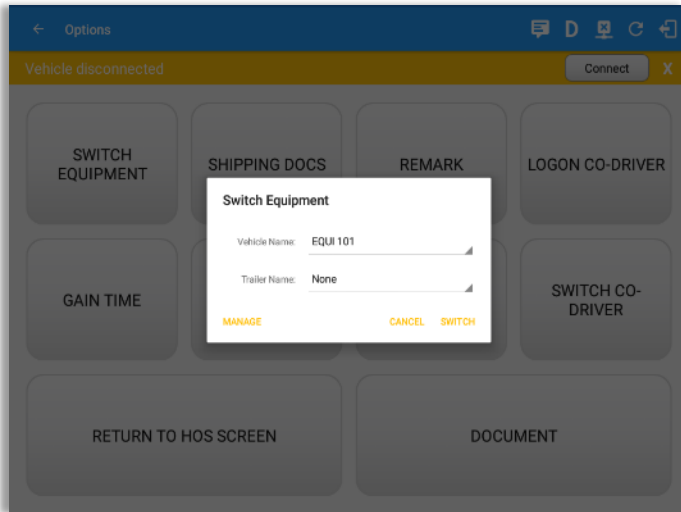 ← Options D
Vehicle disconnected Connect X
SWITCH
EQUIPMENT
SHIPPING DOCS
REMARK
LOGON CO-DRIVER
Switch Equipment
Vehicle Name: EQUI 101
Trailer Name: None
MANAGE CANCEL SWITCH
GAIN TIME
SWITCH CO-
DRIVER
RETURN TO HOS SCREEN
DOCUMENT